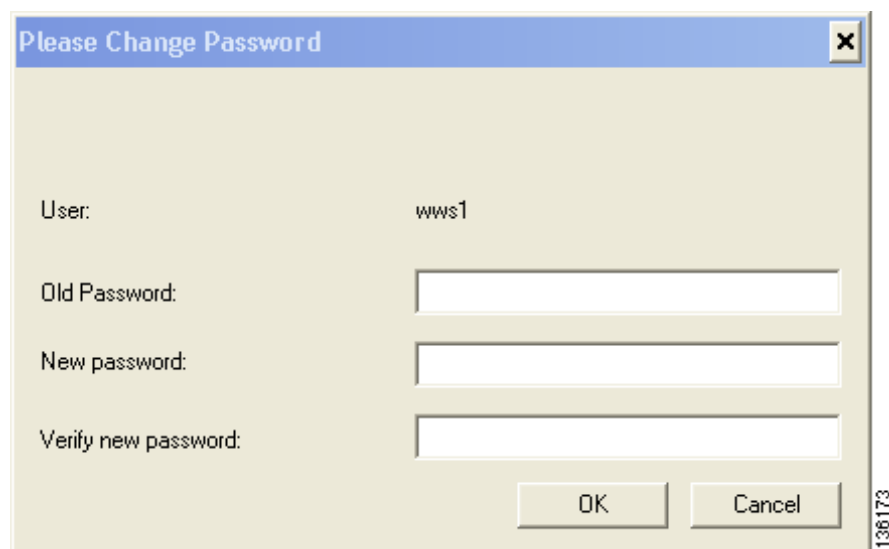 Please Change Password
User: wws1
Old Password:
New password:
Verify new password:
OK Cancel
136173